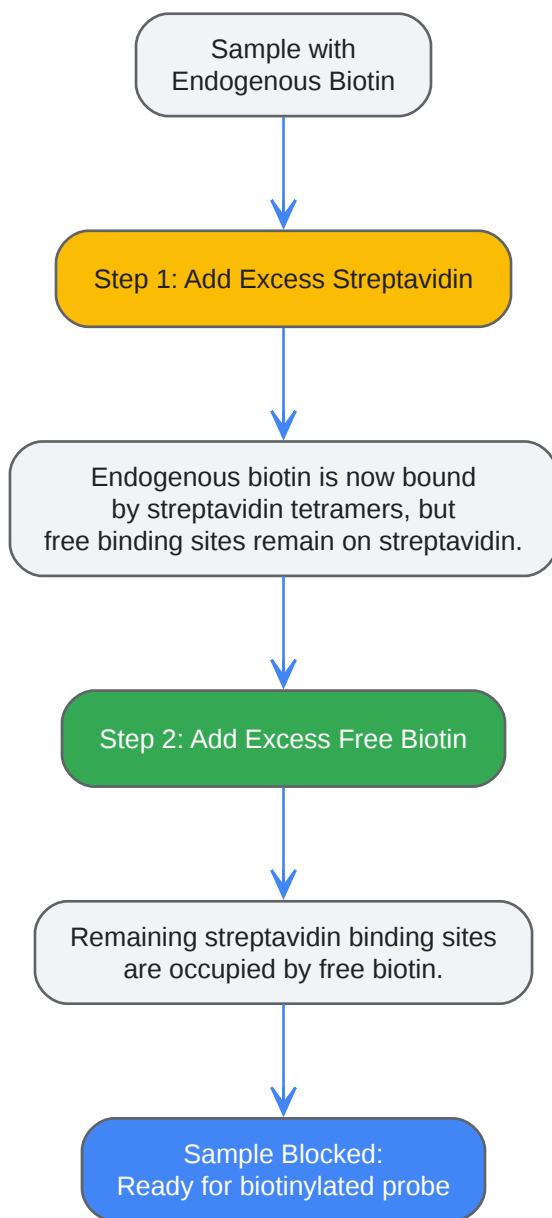 Sample with
Endogenous Biotin
Step 1: Add Excess Streptavidin
Endogenous biotin is now bound
by streptavidin tetramers, but
free binding sites remain on streptavidin.
Step 2: Add Excess Free Biotin
Remaining streptavidin binding sites
are occupied by free biotin.
Sample Blocked:
Ready for biotinylated probe